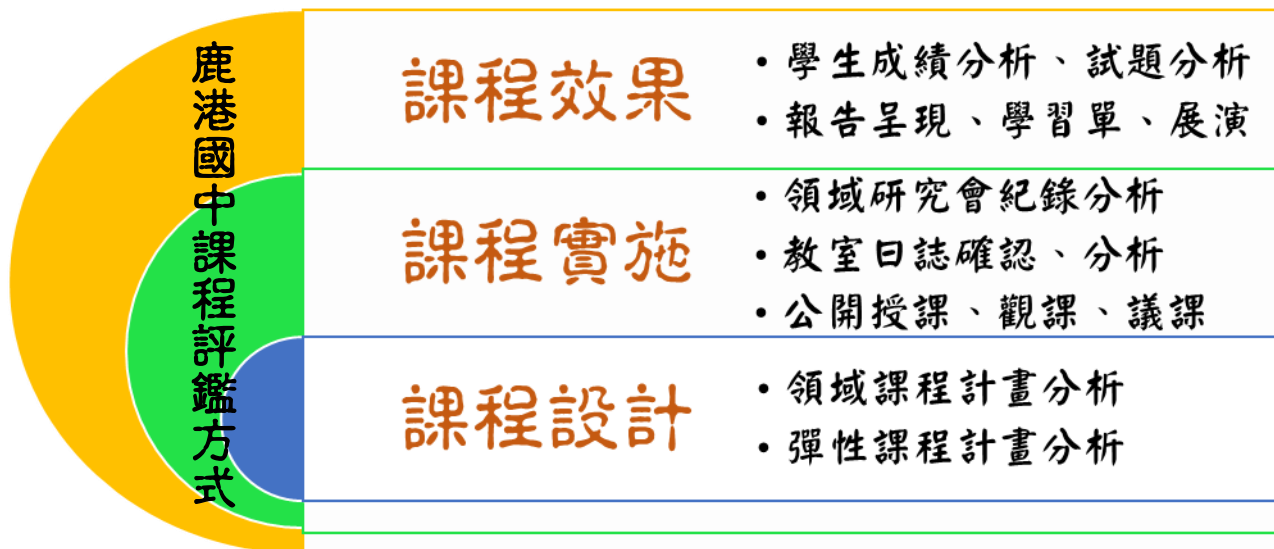 鹿港國中課程評鑑方式
課程效果
•學生成績分析、試題分析
•報告呈現、學習單、展演
課程實施
•領域研究會紀錄分析
•教室日誌確認、分析
•公開授課、觀課、議課
課程設計
•領域課程計畫分析
•彈性課程計畫分析